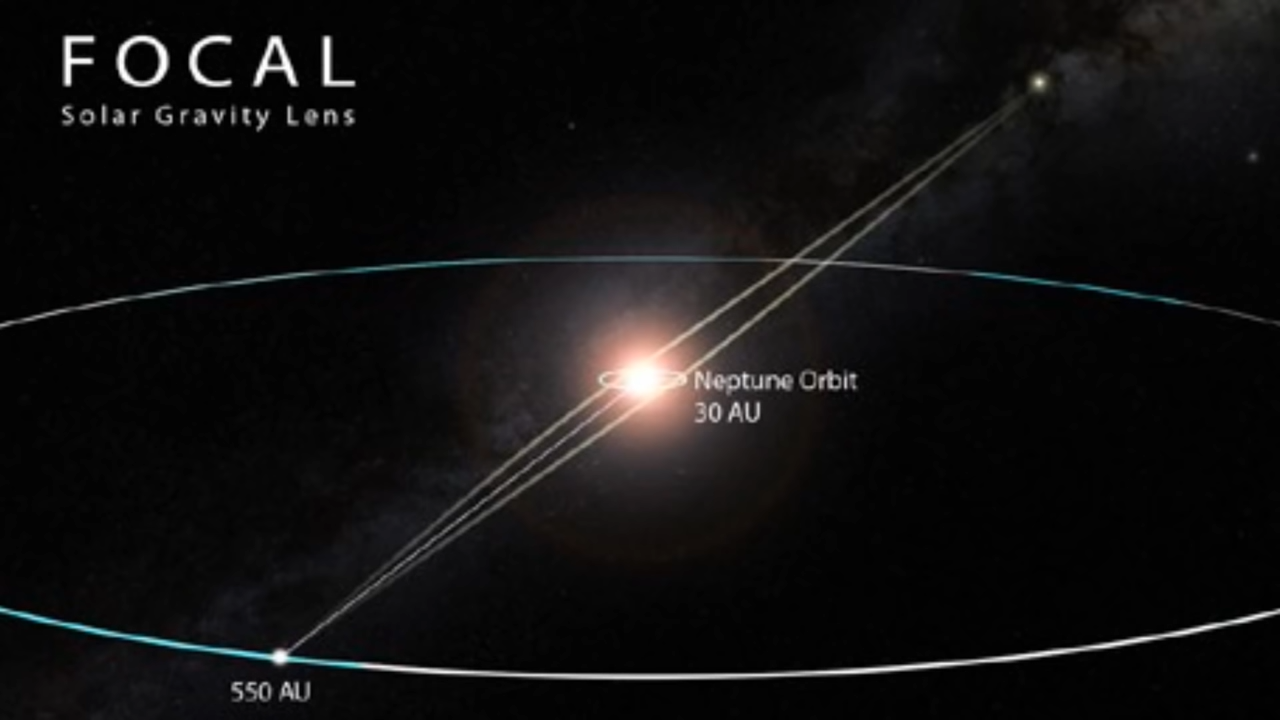 FOCAL
Solar Gravity Lens
Neptune Orbit
30 AU
550 AU